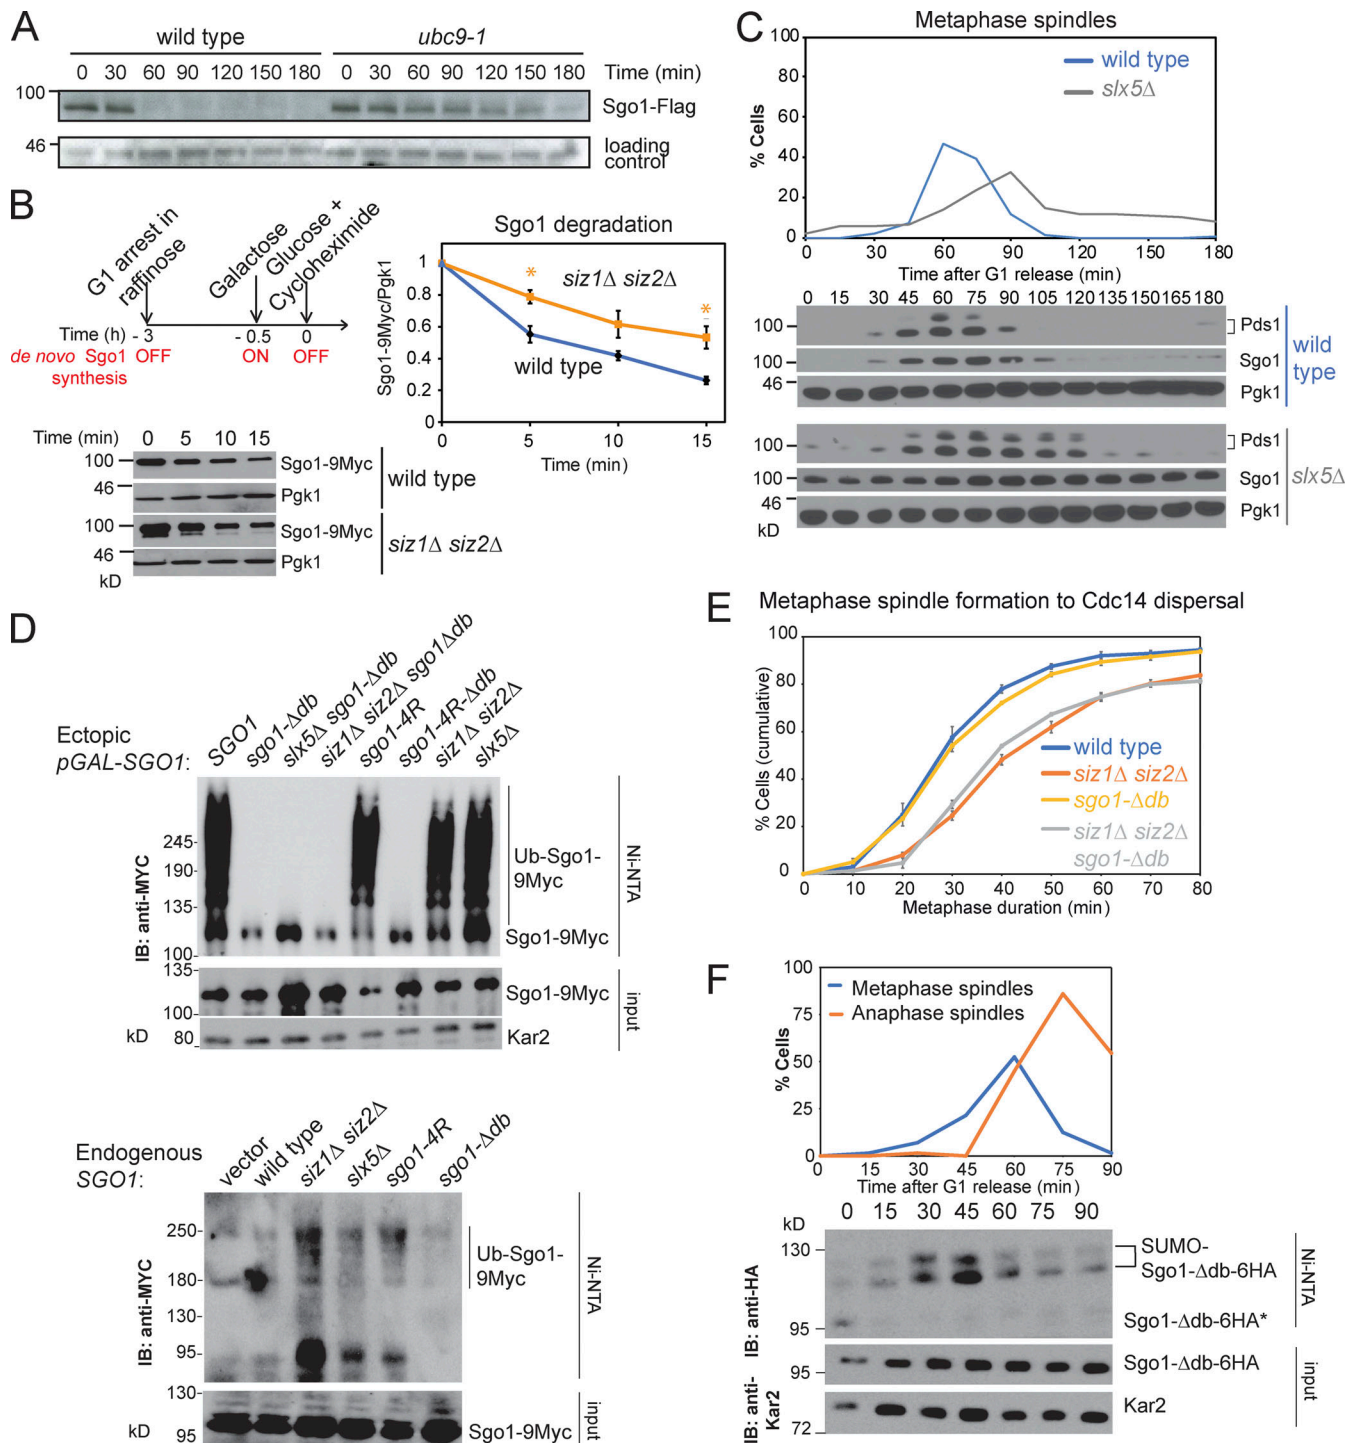 A
wild type
ubc9-1
0 30 60 90 120 150 180 0 30 60 90 120 150 180 Time (min)
100
Sgo1-Flag
46
loading
control
B
G1 arrest in
raffinose
Galactose
Glucose +
Cycloheximide
Time (h) - 3 - 0.5 0
de novo Sgo1 OFF ON OFF
synthesis
Sgo1 degradation
Sgo1-9Myc/Pgk1
1
0.8
0.6
0.4
0.2
0
*
*
siz1Δ siz2Δ
wild type
0 5 10 15
Time (min)
Time (min) 0 5 10 15
100 Sgo1-9Myc
46 Pgk1
wild type
100 Sgo1-9Myc
46 Pgk1
siz1Δ siz2Δ
kD
C
Metaphase spindles
% Cells
100
80
60
40
20
0
wild type
slx5Δ
0 30 60 90 120 150 180
Time after G1 release (min)
0 15 30 45 60 75 90 105 120 135 150 165 180
100 Pds1
100 Sgo1
46 Pgk1
wild
type
100 Pds1
100 Sgo1
46 Pgk1
slx5Δ
kD
D
Ectopic
pGAL-SGO1:
SGO1
sgo1-Δdb
slx5Δ sgo1-Δdb
siz1Δ siz2Δ sgo1Δdb
sgo1-4R
sgo1-4R-Δdb
siz1Δ siz2Δ
slx5Δ
IB: anti-MYC
245-
190-
135-
100-
Ub-Sgo1-
9Myc
Sgo1-9Myc
Ni-NTA
135-
100-
Sgo1-9Myc
kD
80
Kar2
input
Endogenous
SGO1:
vector
wild type
siz1Δ siz2Δ
slx5Δ
sgo1-4R
sgo1-Δdb
IB: anti-MYC
250-
180-
130-
95-
Ub-Sgo1-
9Myc
Ni-NTA
130-
kD 95
Sgo1-9Myc
input
E
Metaphase spindle formation to Cdc14 dispersal
% Cells (cumulative)
100
80
60
40
20
0
wild type
siz1Δ siz2Δ
sgo1-Δdb
siz1Δ siz2Δ
sgo1-Δdb
0 10 20 30 40 50 60 70 80
Metaphase duration (min)
F
% Cells
100
75
50
25
0
Metaphase spindles
Anaphase spindles
0 15 30 45 60 75 90
Time after G1 release (min)
0 15 30 45 60 75 90
kD
130
95
SUMO-
Sgo1-Δdb-6HA
Sgo1-Δdb-6HA*
Ni-NTA
IB: anti-HA
95
Sgo1-Δdb-6HA
IB: anti-
Kar2
72
Kar2
input